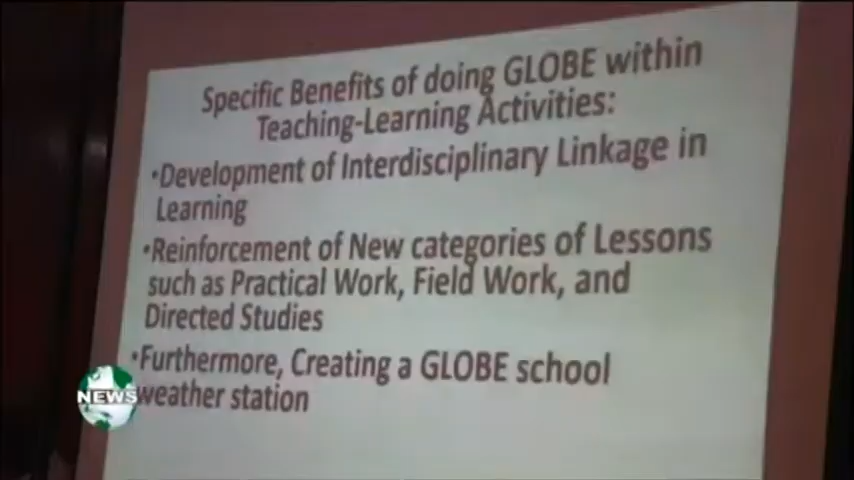 Specific Benefits of doing GLOBE within
Teaching-Learning Activities:
•Development of Interdisciplinary Linkage in
Learning
•Reinforcement of New categories of Lessons
such as Practical Work, Field Work, and
Directed Studies
•Furthermore, Creating a GLOBE school
weather station
NEWS